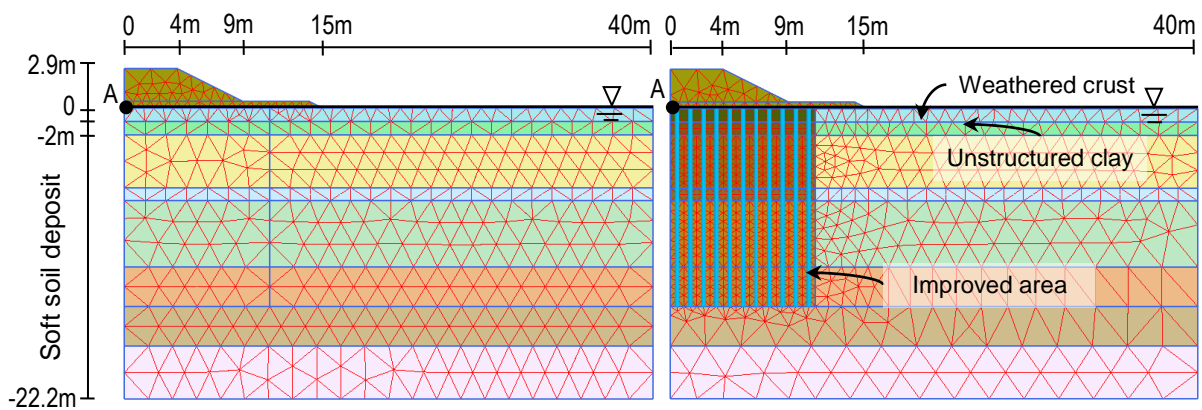 0 4m 9m 15m 40m
0 4m 9m 15m 40m
2.9m
A
A
Weathered crust
0
-2m
Unstructured clay
Soft soil deposit
Improved area
-22.2m